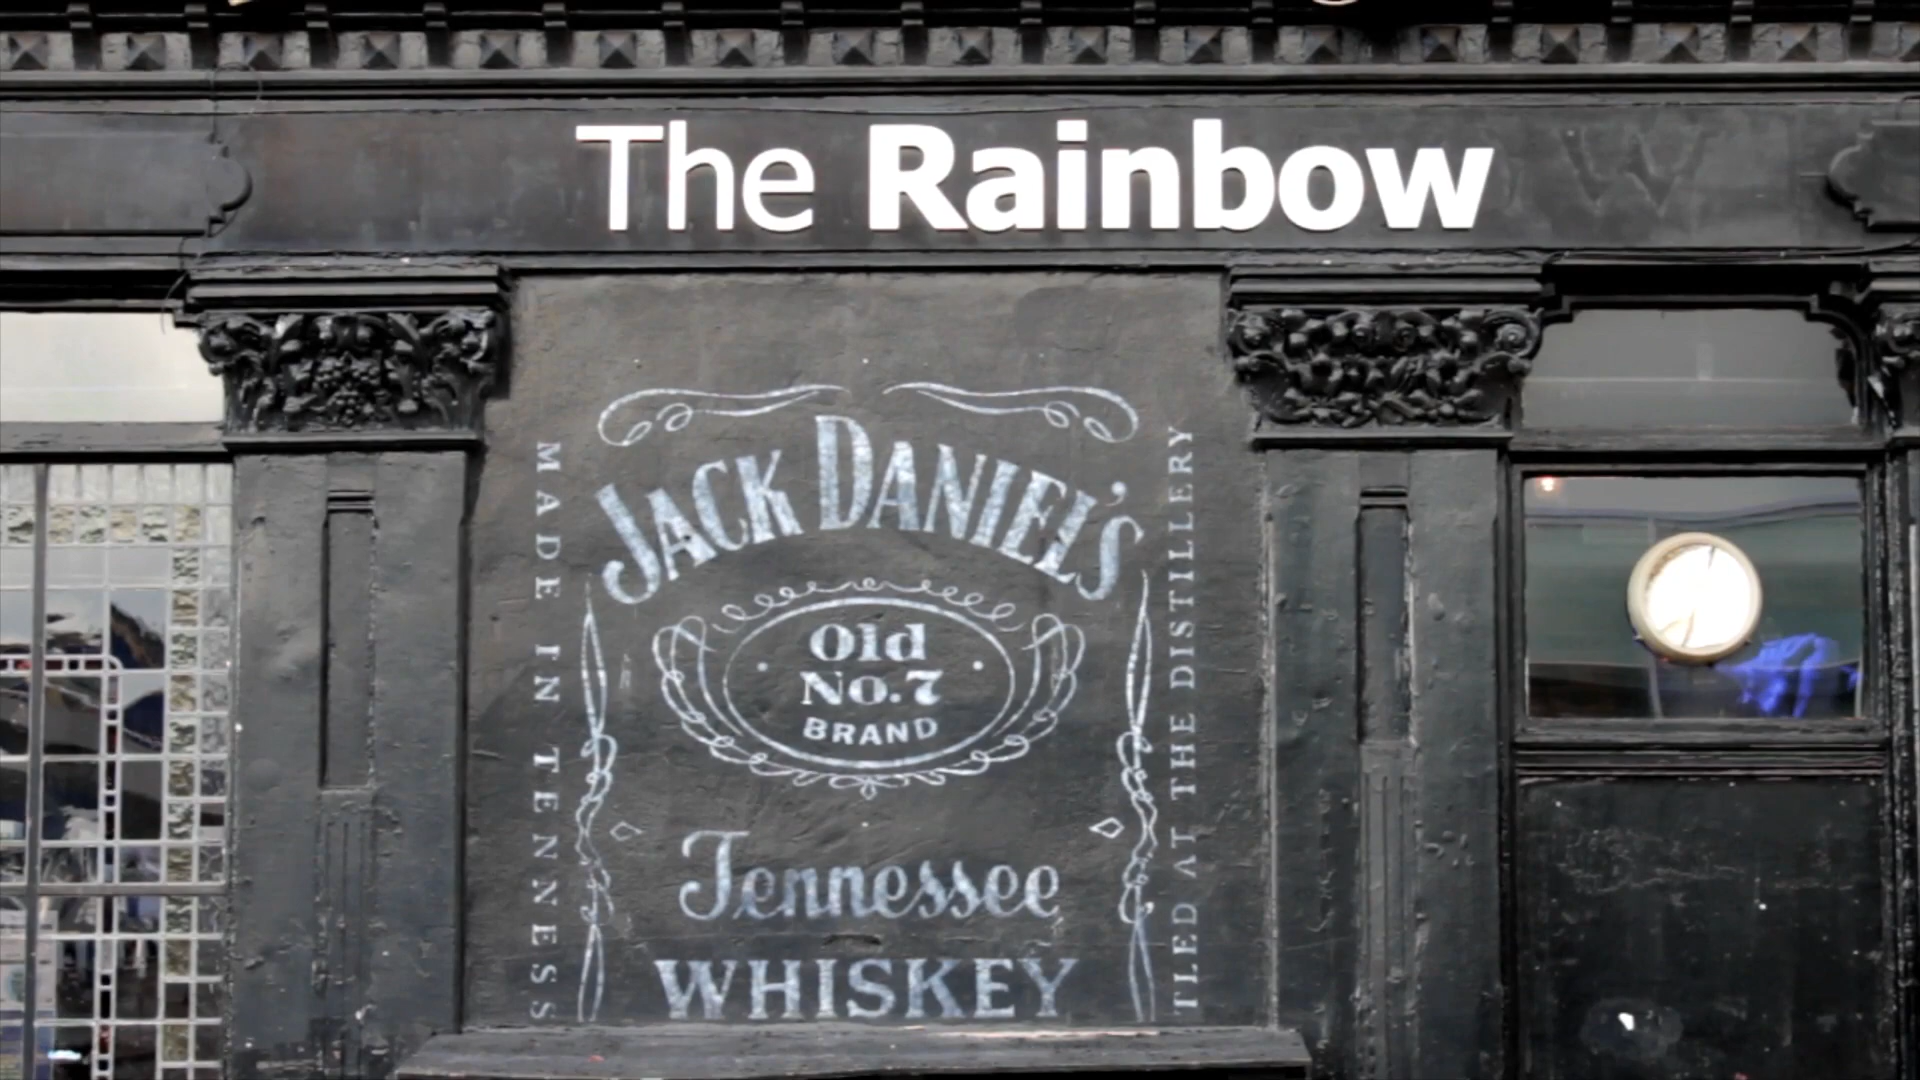 The Rainbow
JACK DANIEL'S
Old
No.7
BRAND
Tennessee
WHISKEY
MADE IN TENNESS
TLED AT THE DISTILLERY